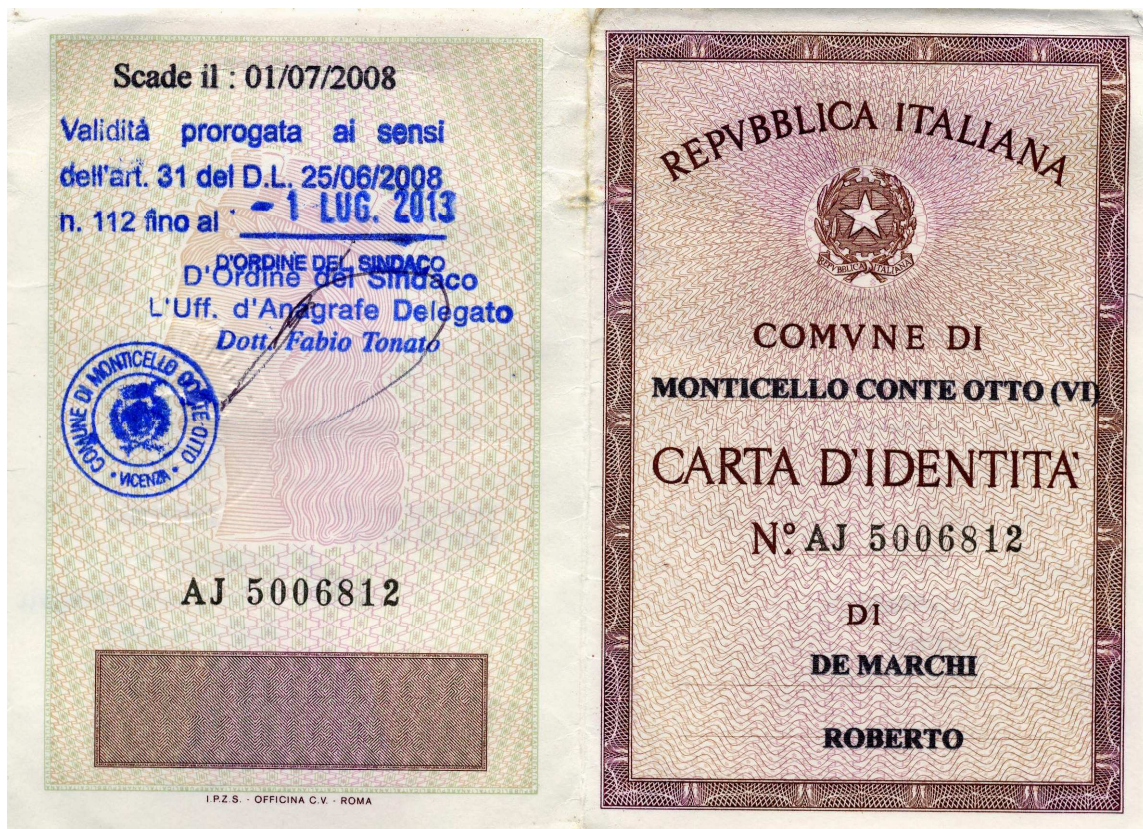 Scade il : 01/07/2008
Validità prorogata ai sensi
dell'art. 31 del D.L. 25/06/2008
n. 112 fino al - 1 LUG. 2013
D'ORDINE DEL SINDACO
D'Ordine del Sindaco
L'Uff. d'Anagrafe Delegato
Dott. Fabio Tonato
COMUNE DI MONTICELLO CONTE OTTO
• VICENZA •
AJ 5006812
I.P.Z.S. - OFFICINA C.V. - ROMA
REPVBBLICA ITALIANA
REPVBBLICA ITALIANA
COMVNE DI
MONTICELLO CONTE OTTO (VI)
CARTA D'IDENTITA'
Nº. AJ 5006812
DI
DE MARCHI
ROBERTO